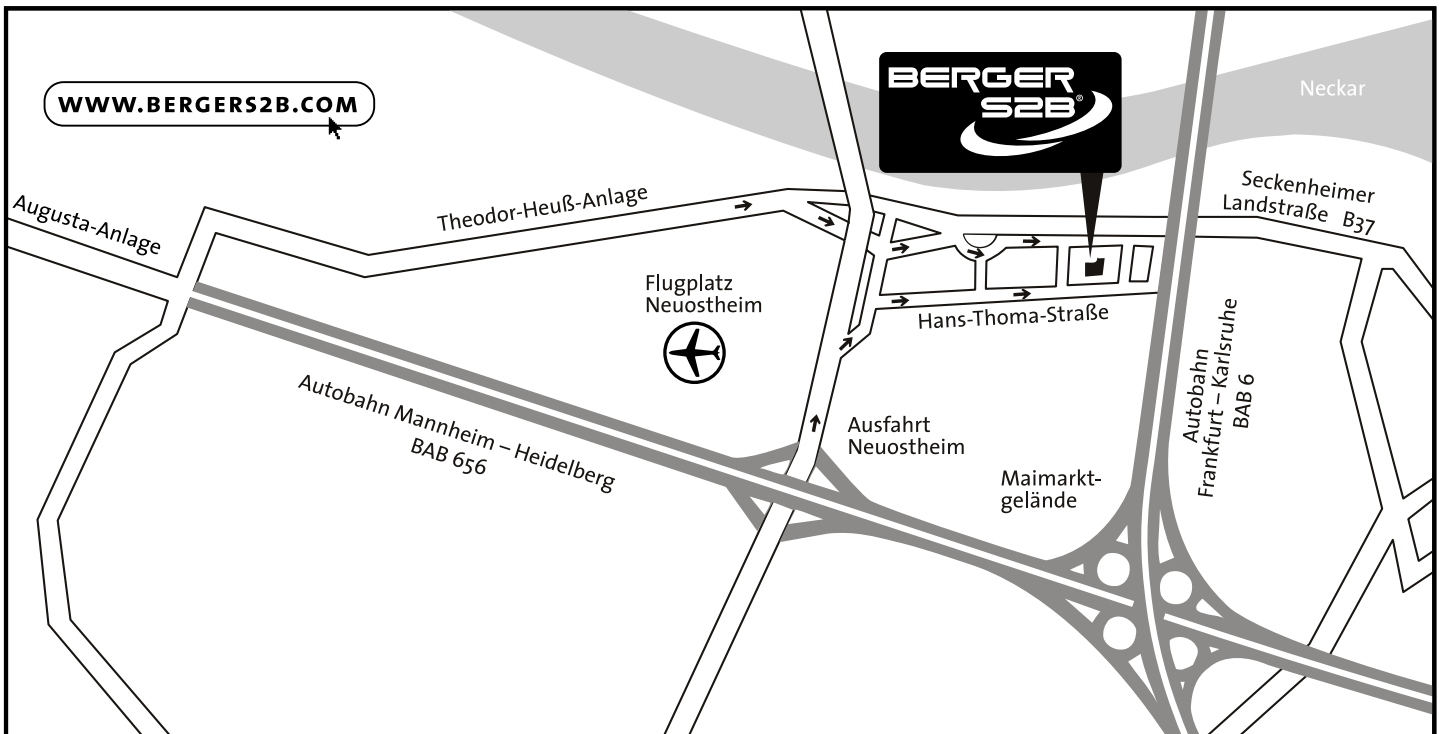 WWW.BERGERS2B.COM
BERGER
S2B®
Neckar
Augusta-Anlage
Theodor-Heuß-Anlage
Seckenheimer
Landstraße B37
Flugplatz
Neuostheim
Hans-Thoma-Straße
Autobahn
Frankfurt – Karlsruhe
BAB 6
Autobahn Mannheim – Heidelberg
BAB 656
Ausfahrt
Neuostheim
Maimarkt-
gelände